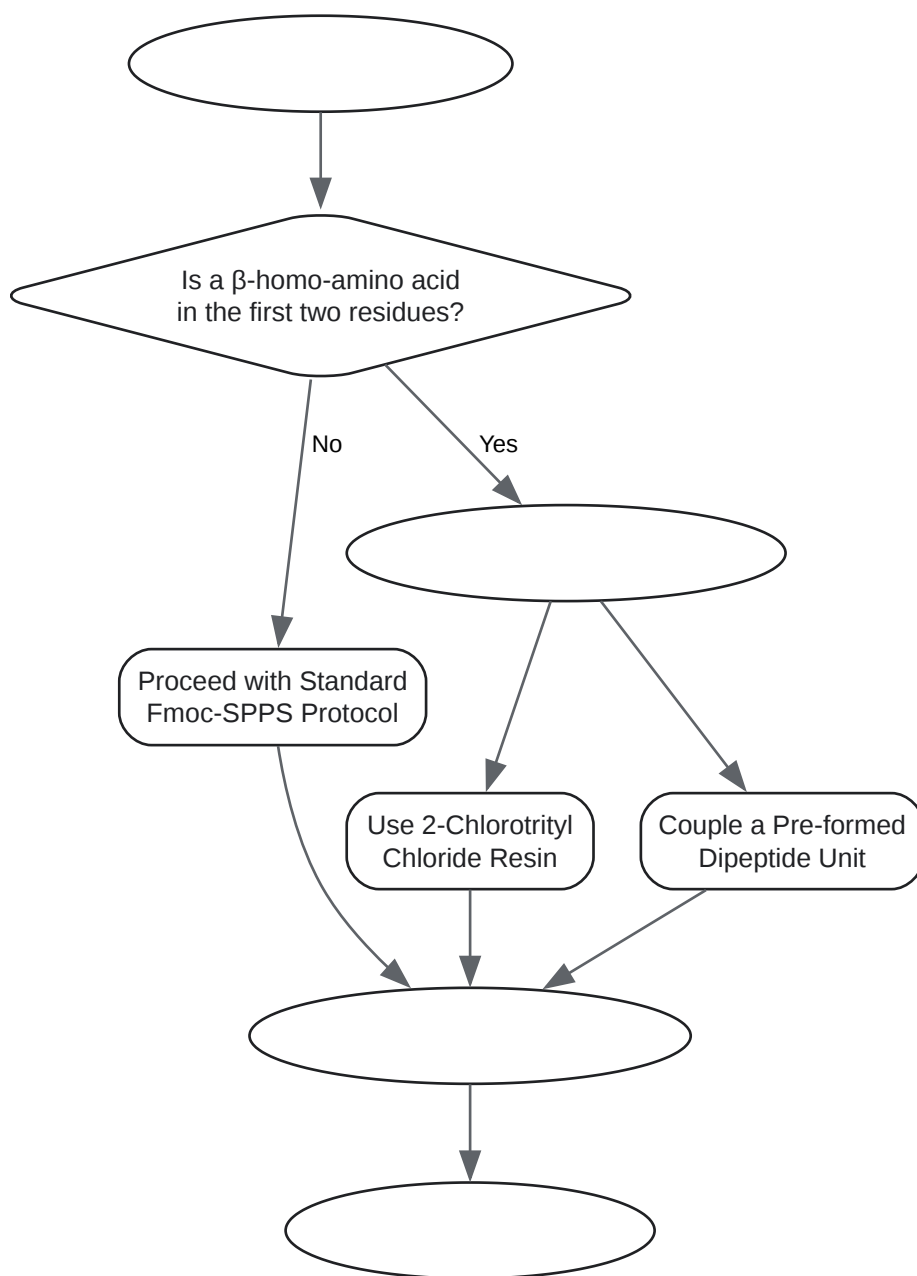 Is a β-homo-amino acid
in the first two residues?
No
Yes
Proceed with Standard
Fmoc-SPPS Protocol
Use 2-Chlorotrityl
Chloride Resin
Couple a Pre-formed
Dipeptide Unit